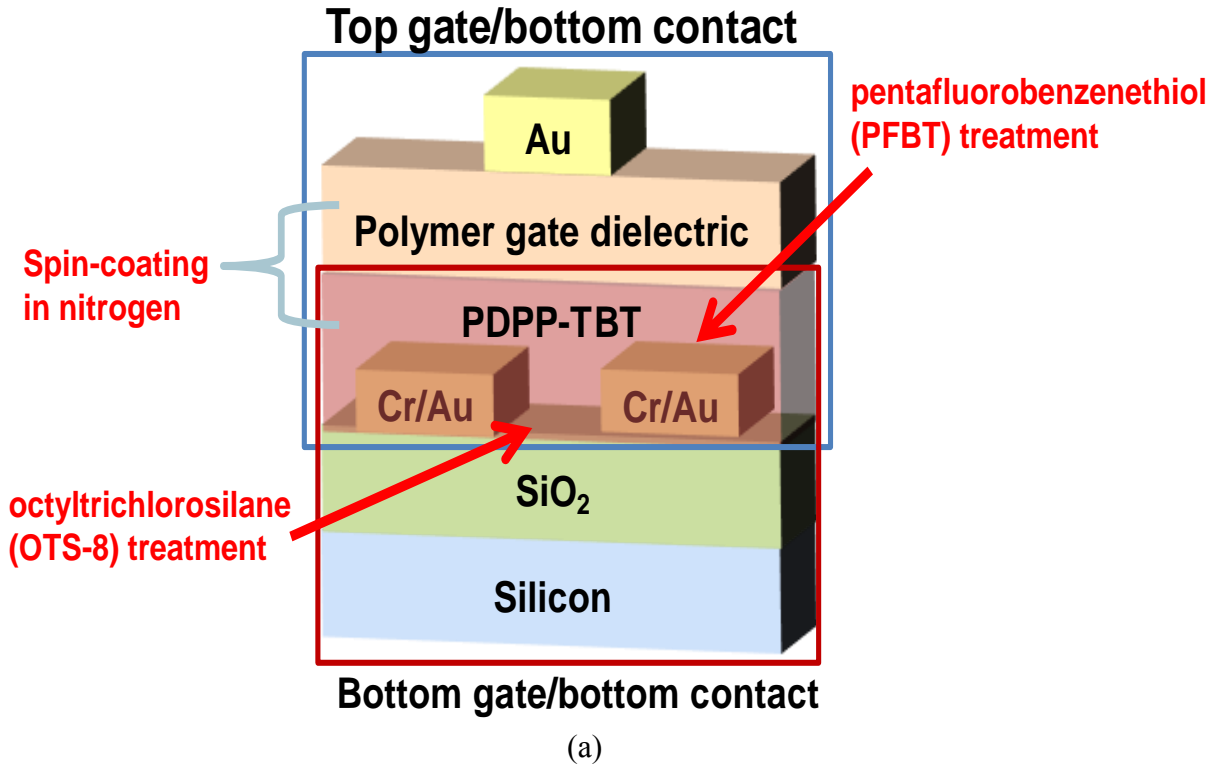 Top gate/bottom contact
pentafluorobenzenethiol
(PFBT) treatment
Au
Polymer gate dielectric
Spin-coating
in nitrogen
PDPP-TBT
Cr/Au
Cr/Au
octyltrichlorosilane
(OTS-8) treatment
SiO₂
Silicon
Bottom gate/bottom contact
(a)